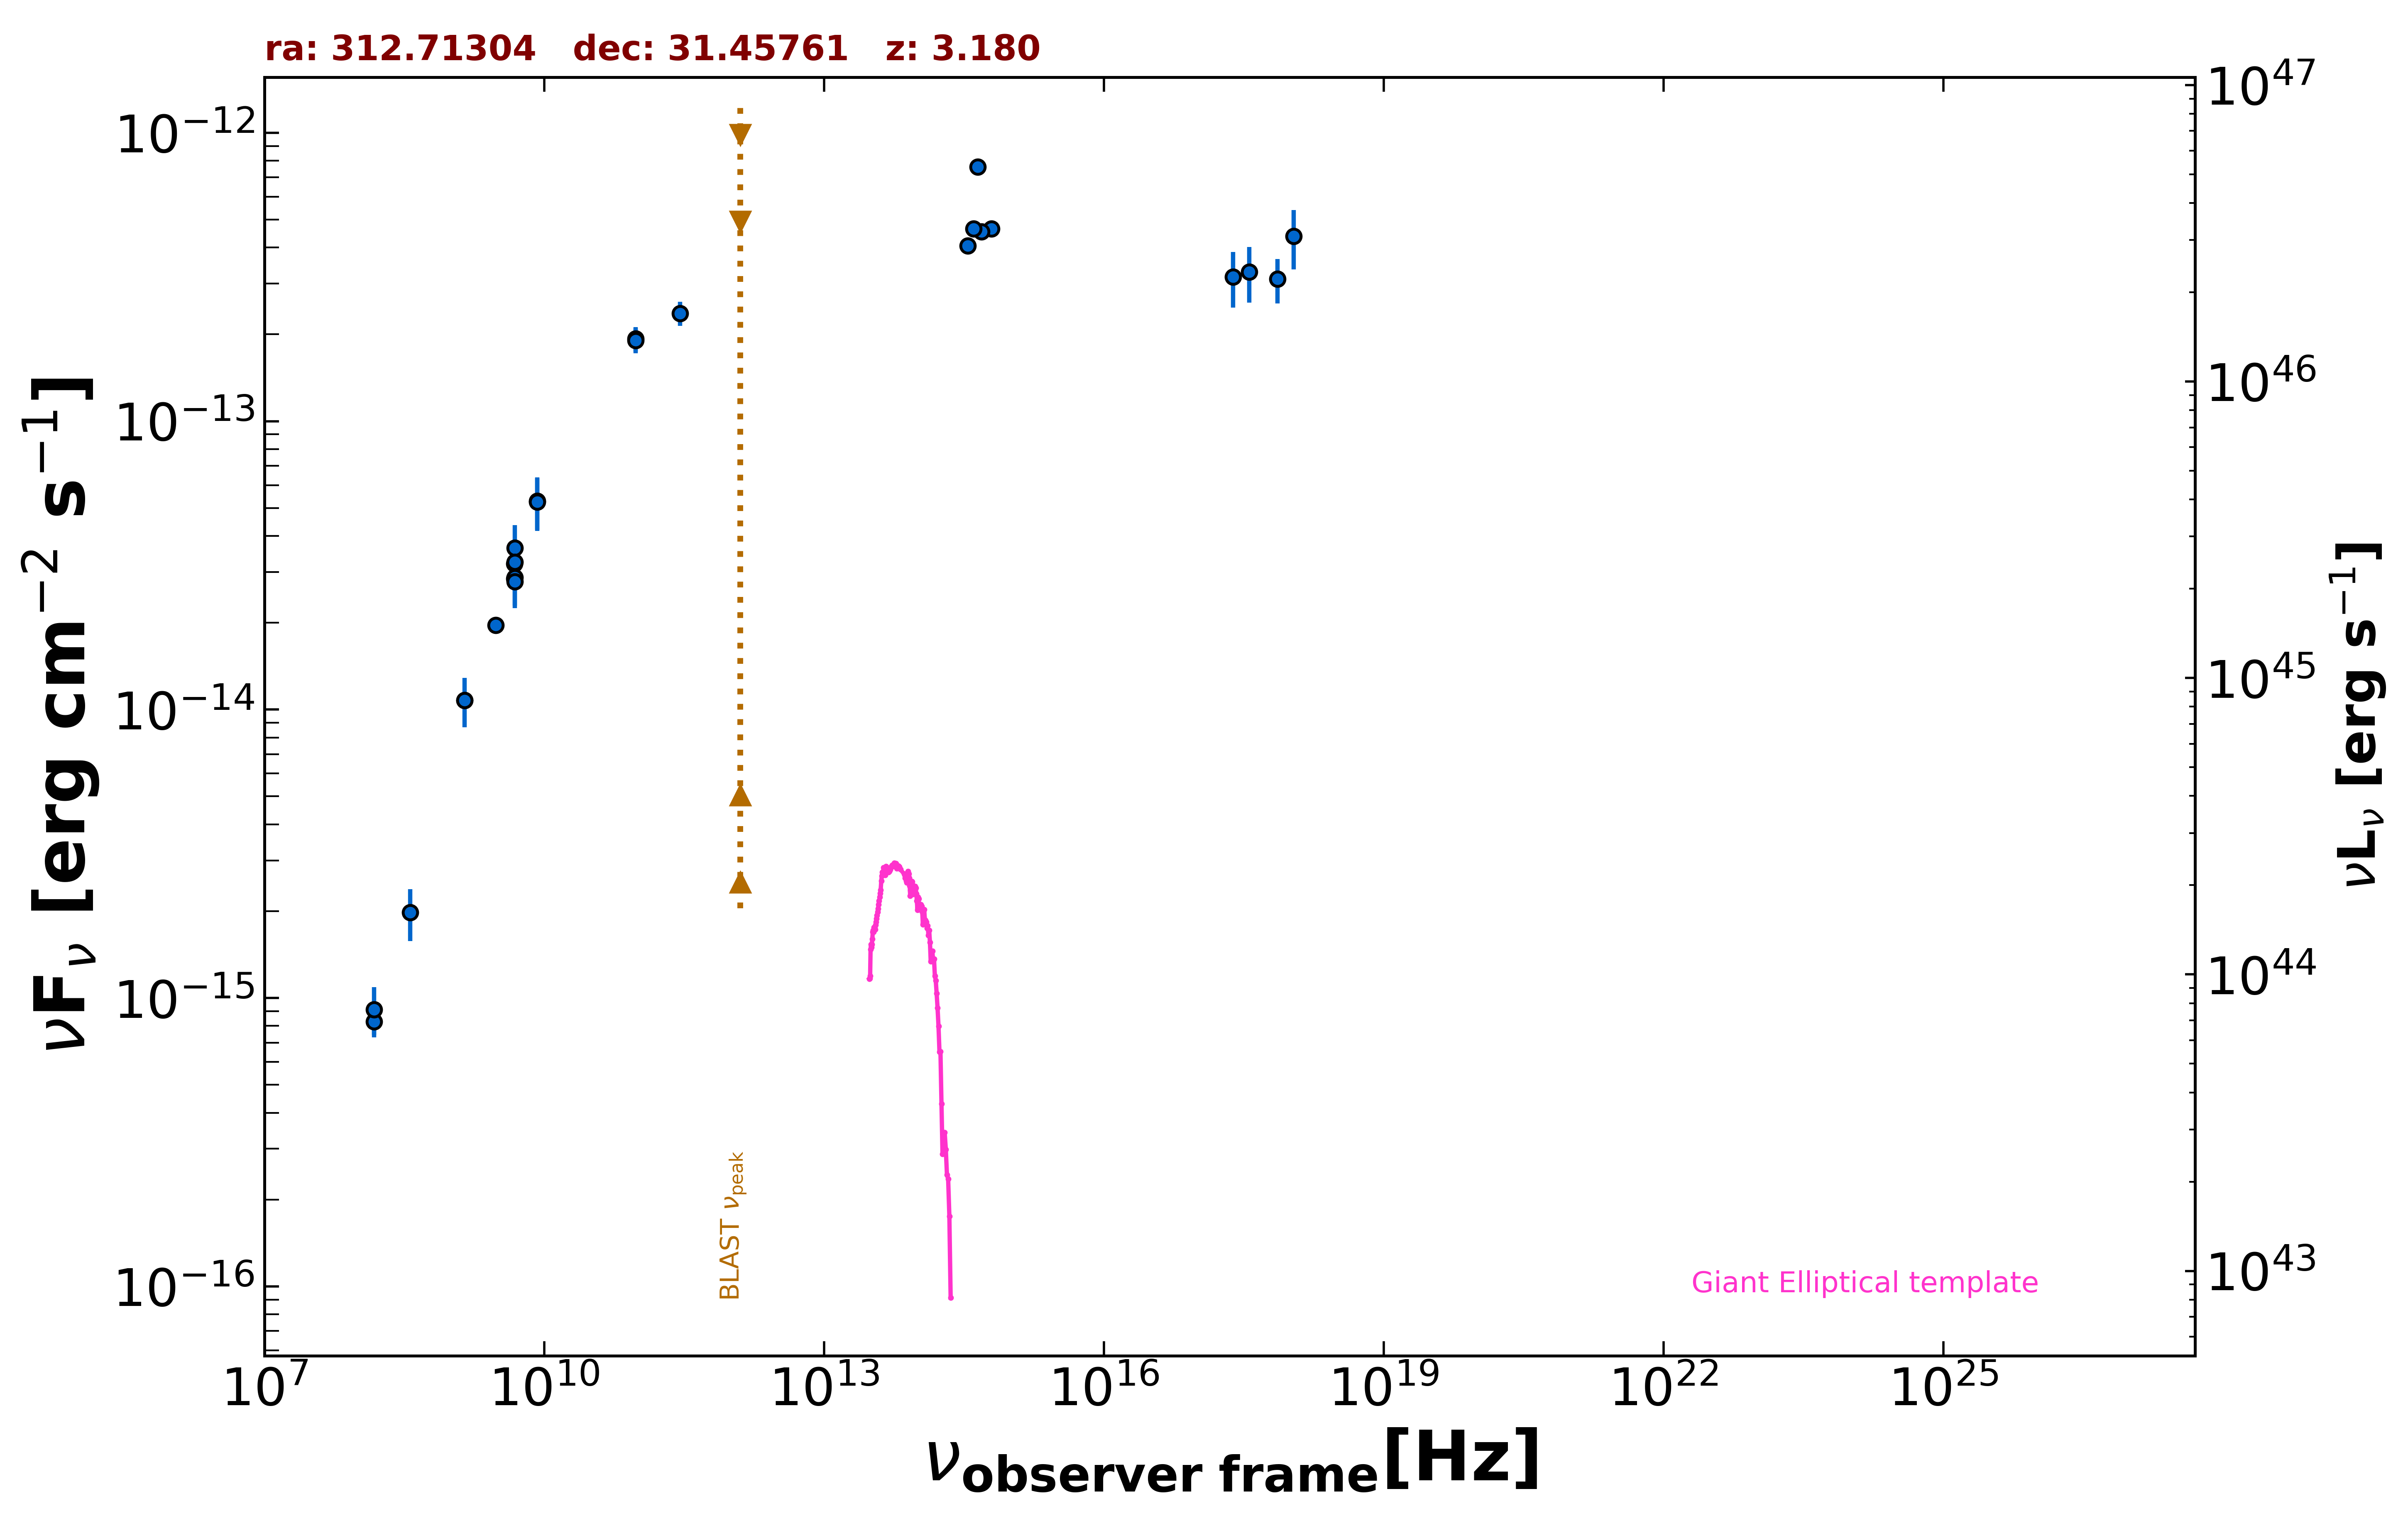 ra: 312.71304 dec: 31.45761 z: 3.180
10^47
10^−12
10^46
10^−13
10^45
10^−14
10^44
10^−15
10^43
10^−16
νF_ν [erg cm^−2 s^−1]
νL_ν [erg s^−1]
BLAST ν_peak
Giant Elliptical template
10^7 10^10 10^13 10^16 10^19 10^22 10^25
ν_observer frame[Hz]